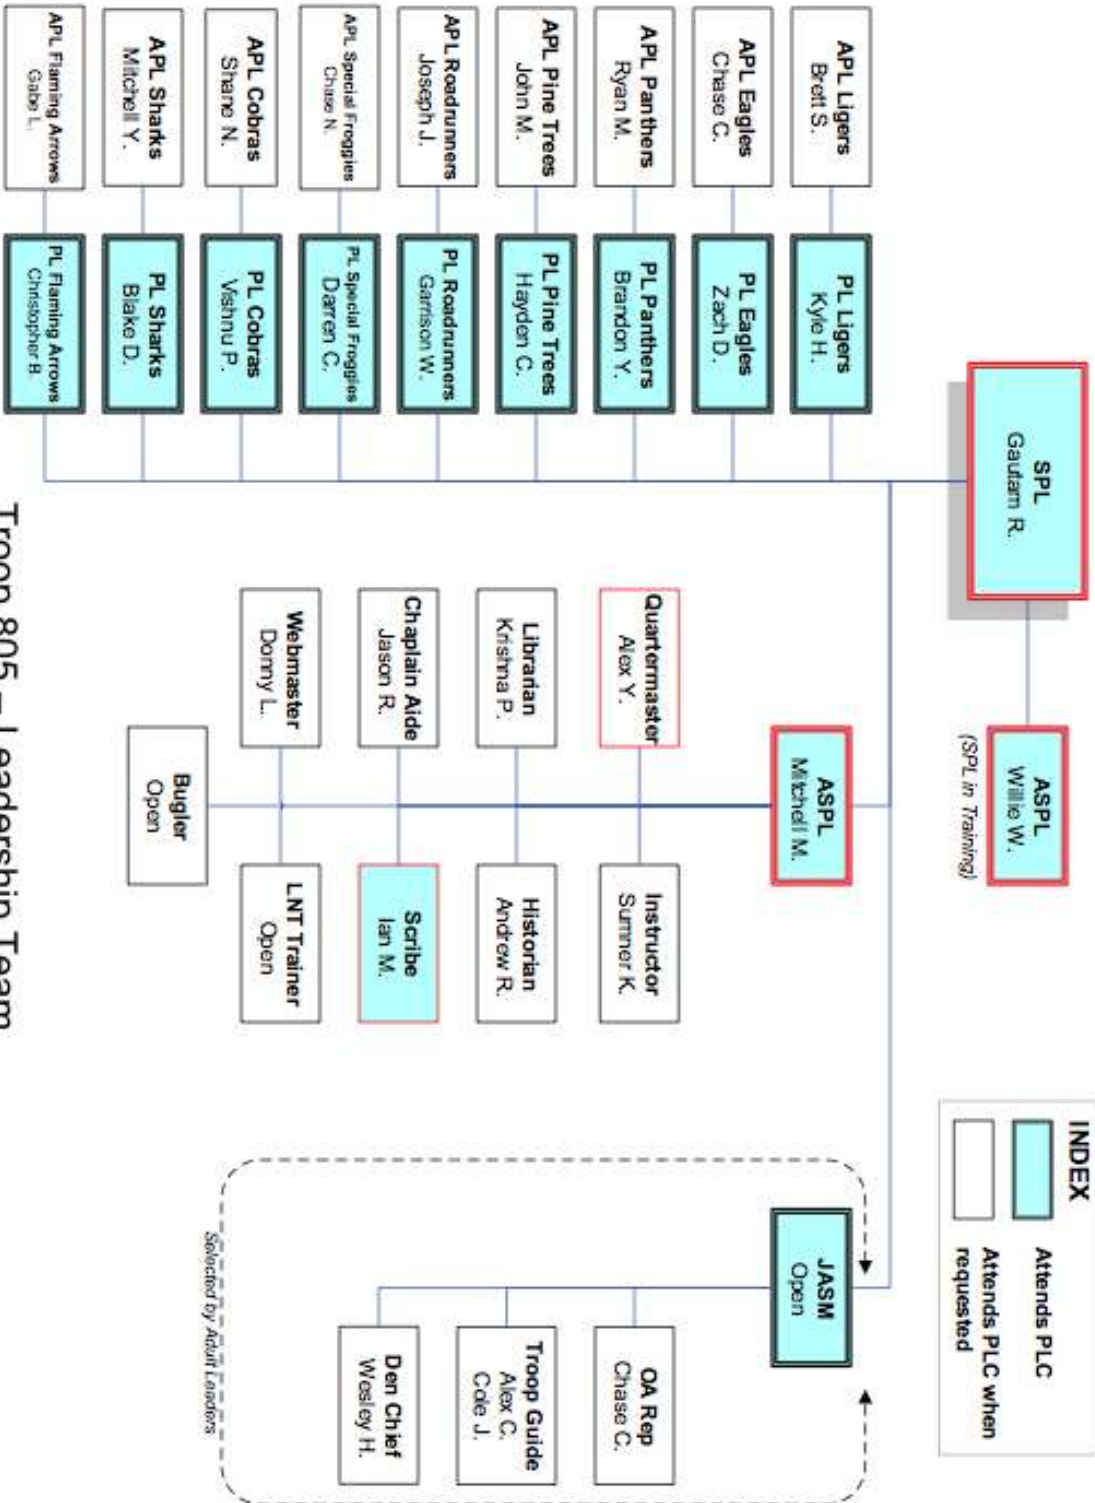 SPL
Gautam R.
ASPL
Willie W.
(SPL in Training)
INDEX
Attends PLC
Attends PLC when
requested
PL Ligers
Kyle H.
APL Ligers
Brett S.
PL Eagles
Zach D.
APL Eagles
Chase C.
PL Panthers
Brandon Y.
APL Panthers
Ryan M.
PL Pine Trees
Hayden C.
APL Pine Trees
John M.
PL Roadrunners
Garrison W.
APL Roadrunners
Joseph J.
PL Special Froggies
Darren C.
APL Special Froggies
Chase N.
PL Cobras
Vishnu P.
APL Cobras
Shane N.
PL Sharks
Blake D.
APL Sharks
Mitchell Y.
PL Flaming Arrows
Christopher B.
APL Flaming Arrows
Gabe L.
ASPL
Mitchell M.
Quartermaster
Alex Y.
Instructor
Sumner K.
Librarian
Krishna P.
Historian
Andrew R.
Chaplain Aide
Jason R.
Scribe
Ian M.
Webmaster
Donny L.
LNT Trainer
Open
Bugler
Open
JASM
Open
OA Rep
Chase C.
Troop Guide
Alex C.
Cole J.
Den Chief
Wesley H.
Selected by Adult Leaders
Troop 805 – Leadership Team